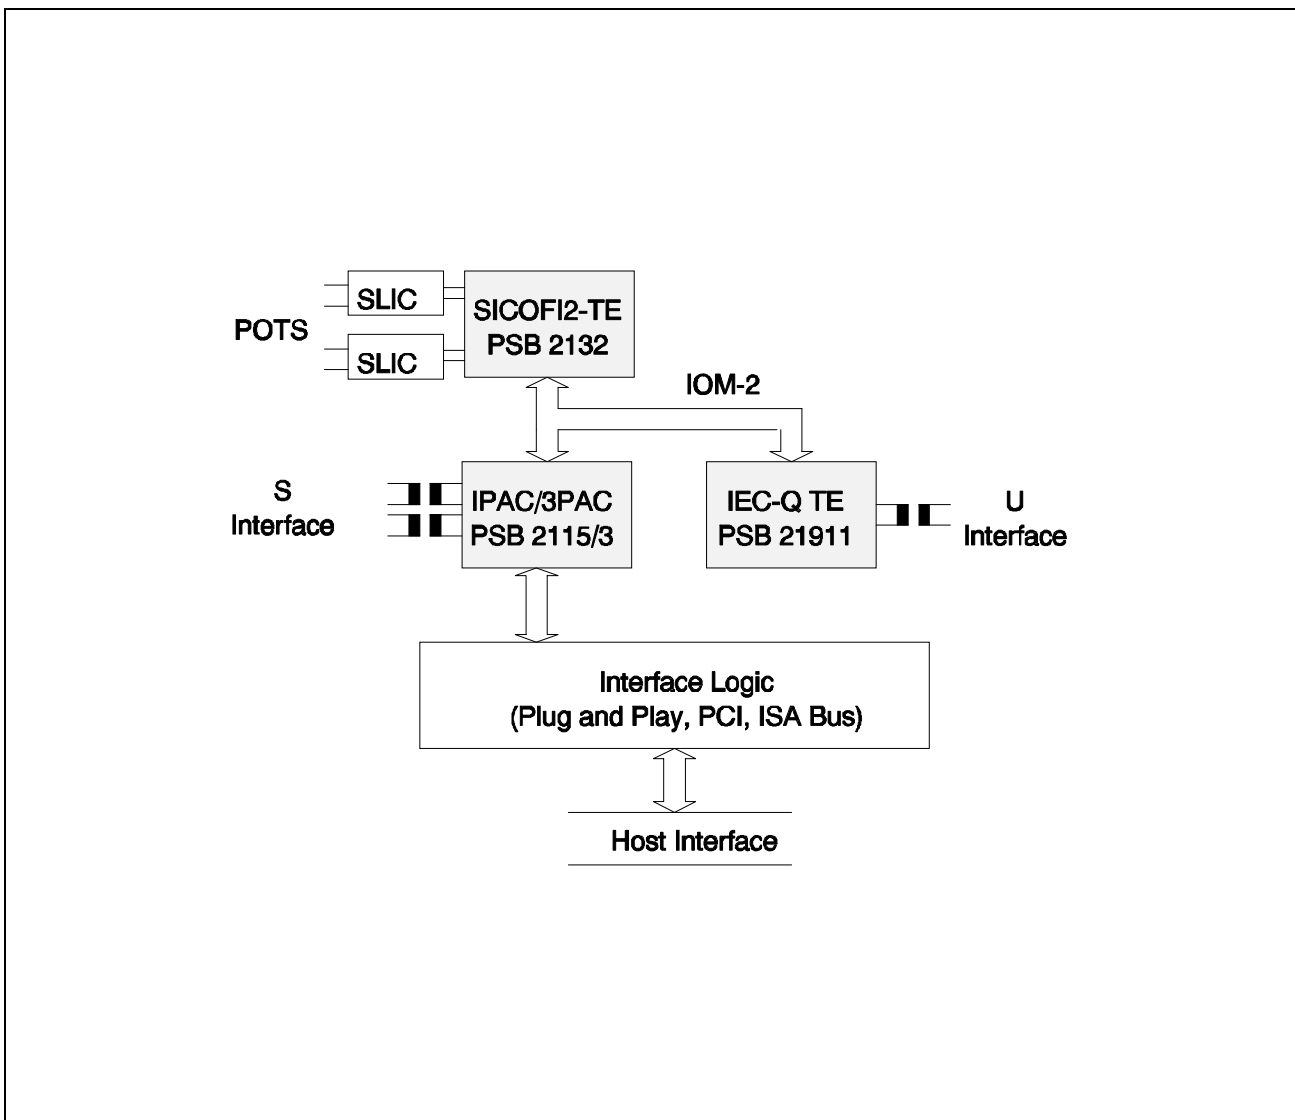 SLIC
SICOFI2-TE
PSB 2132
POTS
SLIC
IOM-2
S
Interface
IPAC/3PAC
PSB 2115/3
IEC-Q TE
PSB 21911
U
Interface
Interface Logic
(Plug and Play, PCI, ISA Bus)
Host Interface